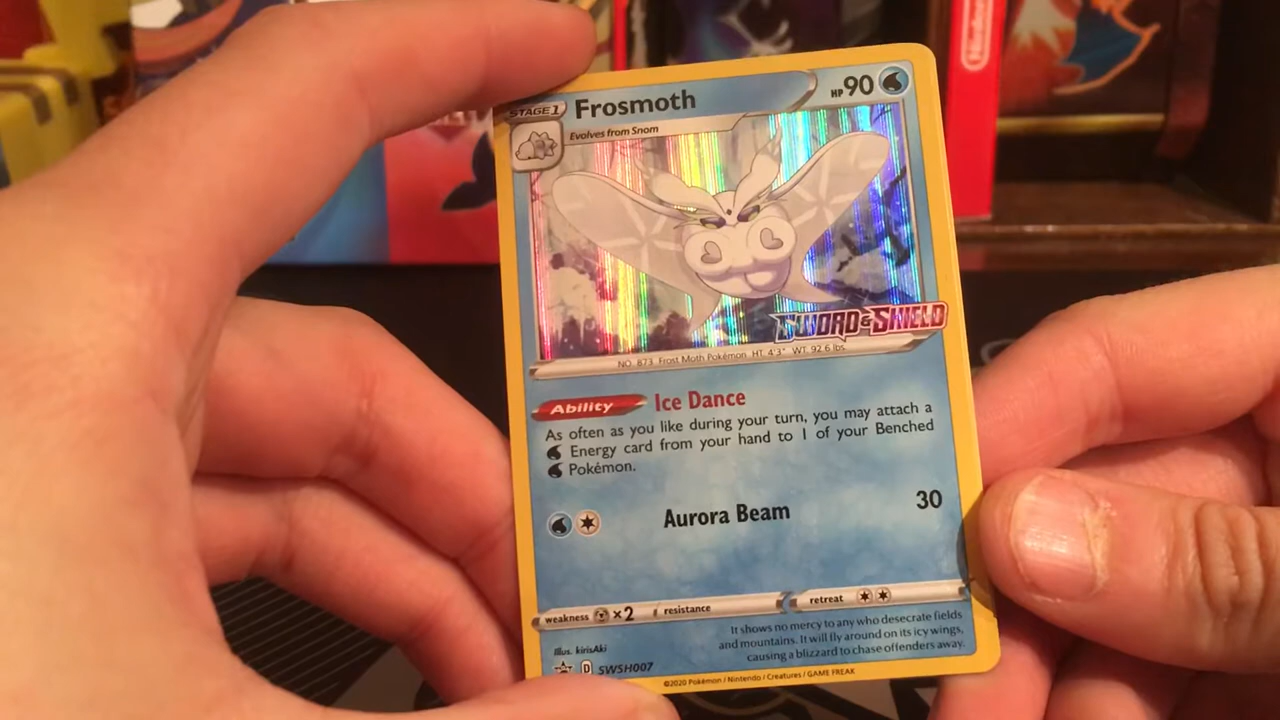 Nintendo
STAGE 1
Frosmoth
HP 90
Evolves from Snom
SWORD & SHIELD
NO. 873 Frost Moth Pokémon HT. 4'3" WT. 92.6 lbs.
Ability Ice Dance
As often as you like during your turn, you may attach a
Energy card from your hand to 1 of your Benched
Pokémon.
Aurora Beam 30
weakness ×2 resistance retreat
It shows no mercy to any who desecrate fields
and mountains. It will fly around on its icy wings,
causing a blizzard to chase offenders away.
Illus. kirisAki
D SWSH007
©2020 Pokémon / Nintendo / Creatures / GAME FREAK